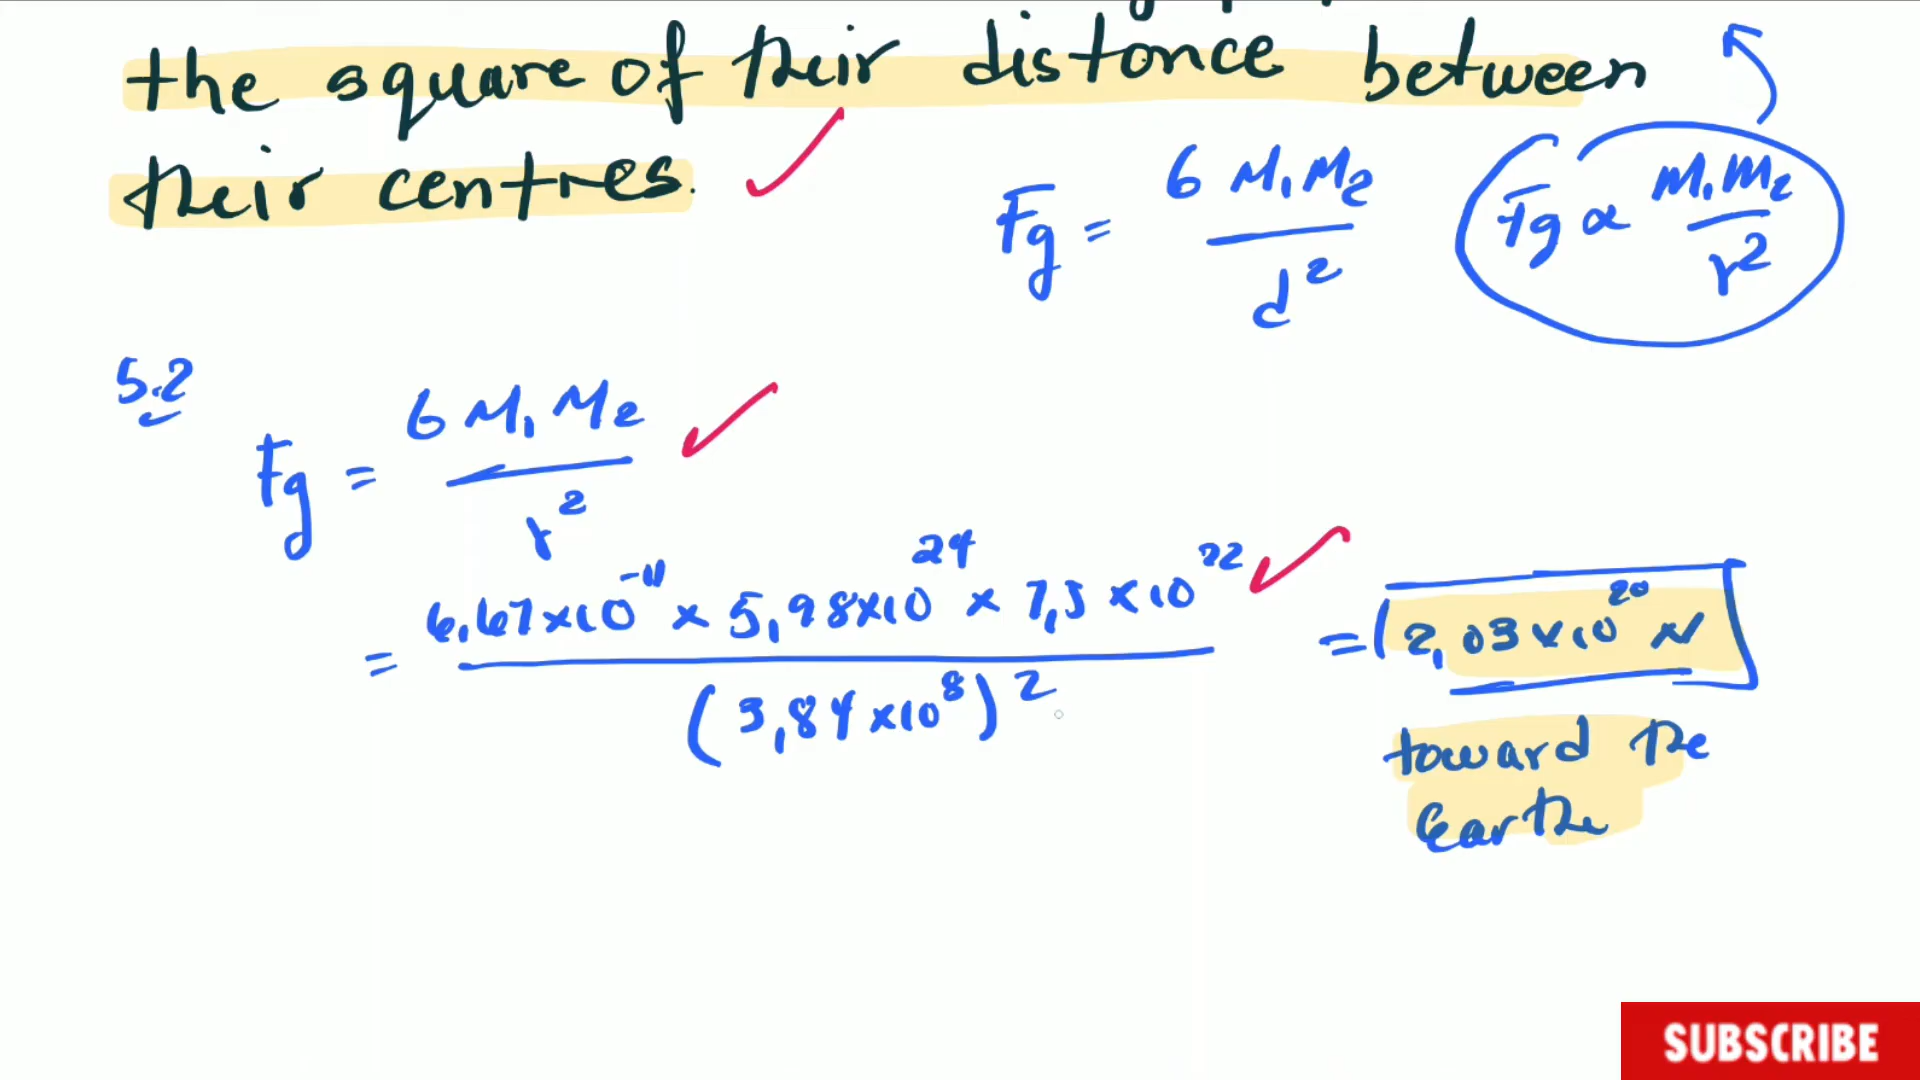 the square of their distance between
their centres.
Fg = G M₁M₂ / d²
Fg ∝ M₁M₂ / r²
5.2
Fg = G M₁M₂ / r²
= 6,67×10⁻¹¹ × 5,98×10²⁴ × 7,3×10²² / (3,84×10⁸)² = 2,03×10²⁰ N
toward the
Earthe
SUBSCRIBE